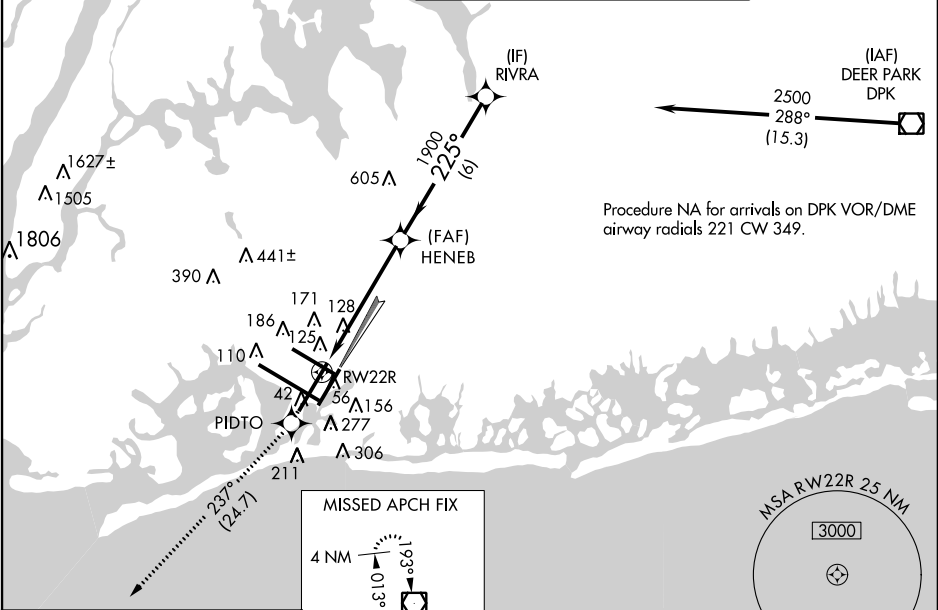 (IF)
RIVRA
(IAF)
DEER PARK
DPK
2500
288°
(15.3)
1900
225°
(6)
1627±
1505
605
1806
Procedure NA for arrivals on DPK VOR/DME
airway radials 221 CW 349.
(FAF)
HENEB
441±
390
171
128
186
125
110
RW22R
42
56
156
PIDTO
277
306
211
237°
(24.7)
MISSED APCH FIX
4 NM
193°
013°
MSA RW22R 25 NM
3000